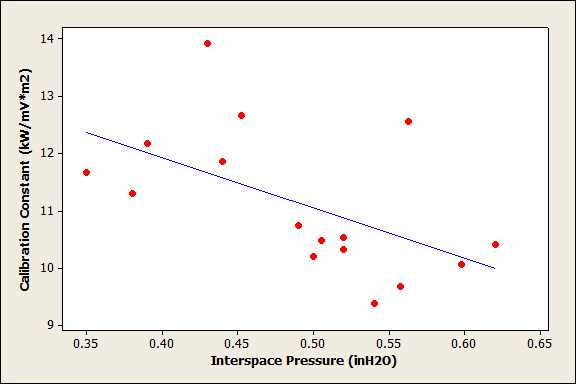 Calibration Constant (kW/mV*m2)
14
13
12
11
10
9
0.35 0.40 0.45 0.50 0.55 0.60 0.65
Interspace Pressure (inH2O)